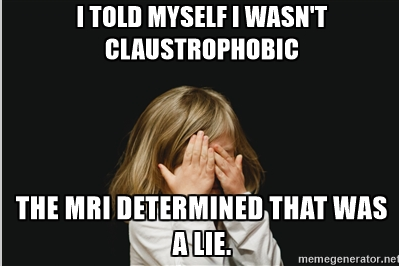 I TOLD MYSELF I WASN'T
CLAUSTROPHOBIC
THE MRI DETERMINED THAT WAS
A LIE.
memegenerator.net